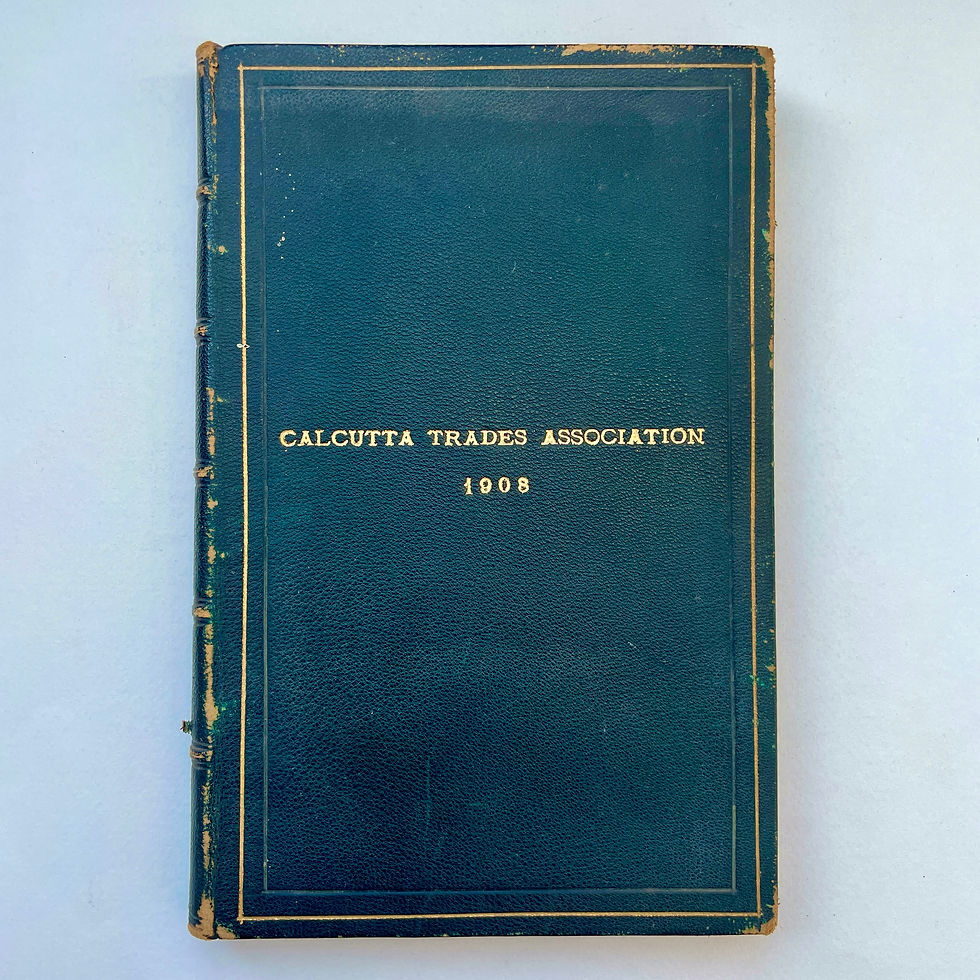 CALCUTTA TRADES ASSOCIATION
1908